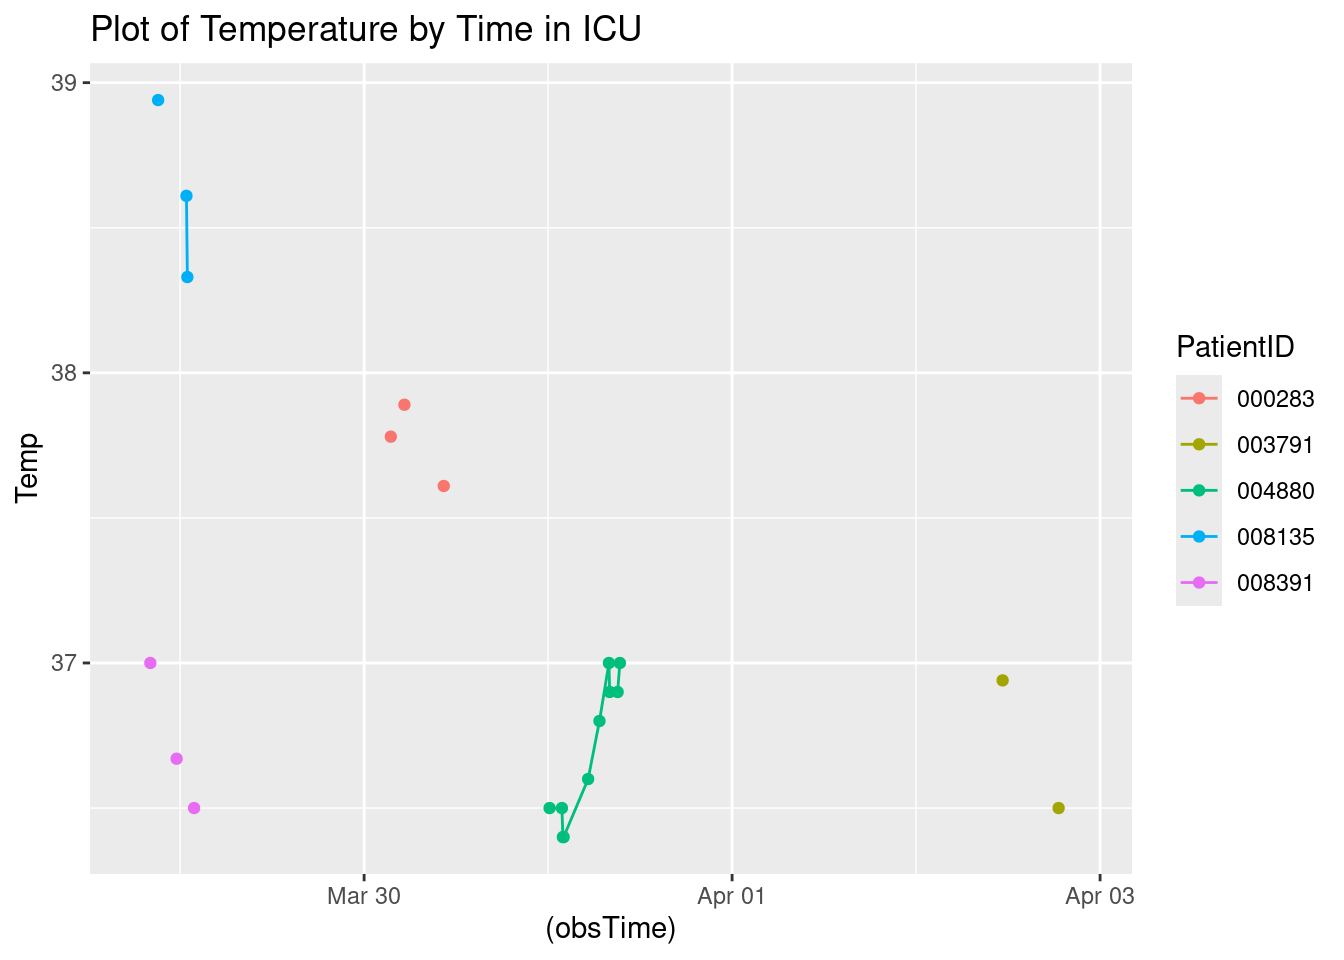 Plot of Temperature by Time in ICU
39
38
37
Temp
Mar 30
Apr 01
Apr 03
(obsTime)
PatientID
000283
003791
004880
008135
008391